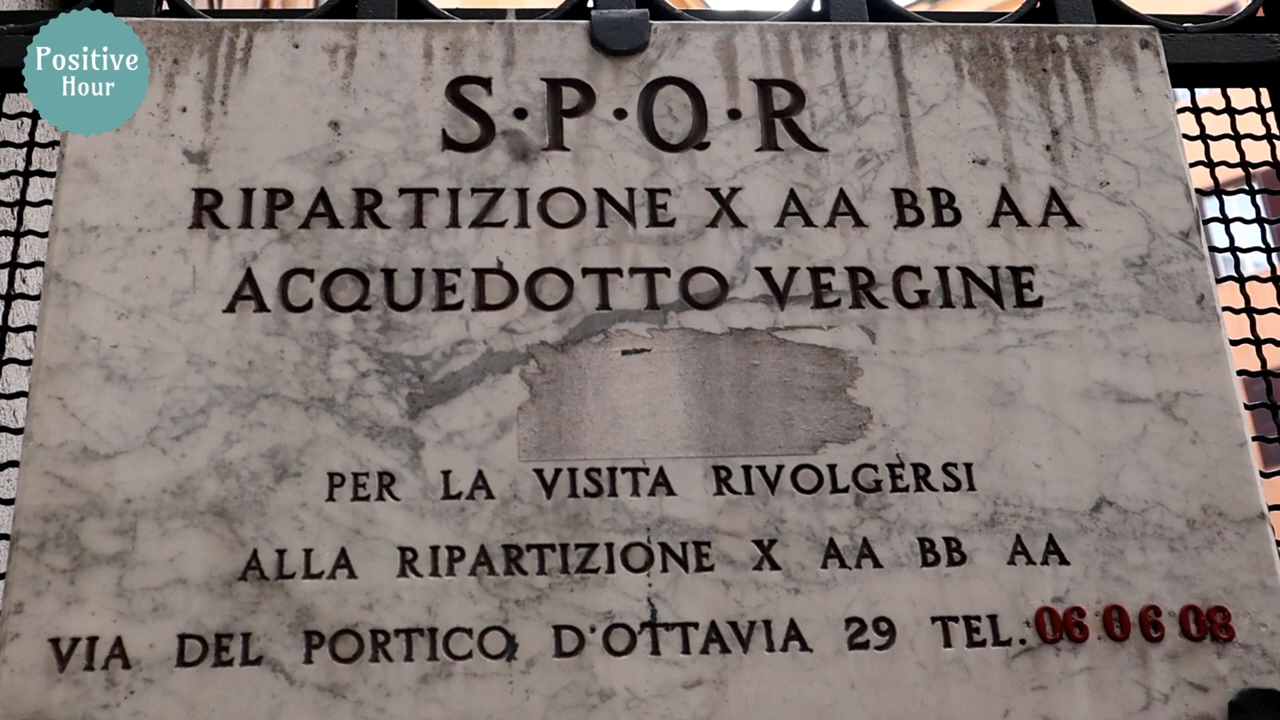 Positive
Hour
S·P·Q·R
RIPARTIZIONE X AA BB AA
ACQUEDOTTO VERGINE
PER LA VISITA RIVOLGERSI
ALLA RIPARTIZIONE X AA BB AA
VIA DEL PORTICO D'OTTAVIA 29 TEL. 06 06 08